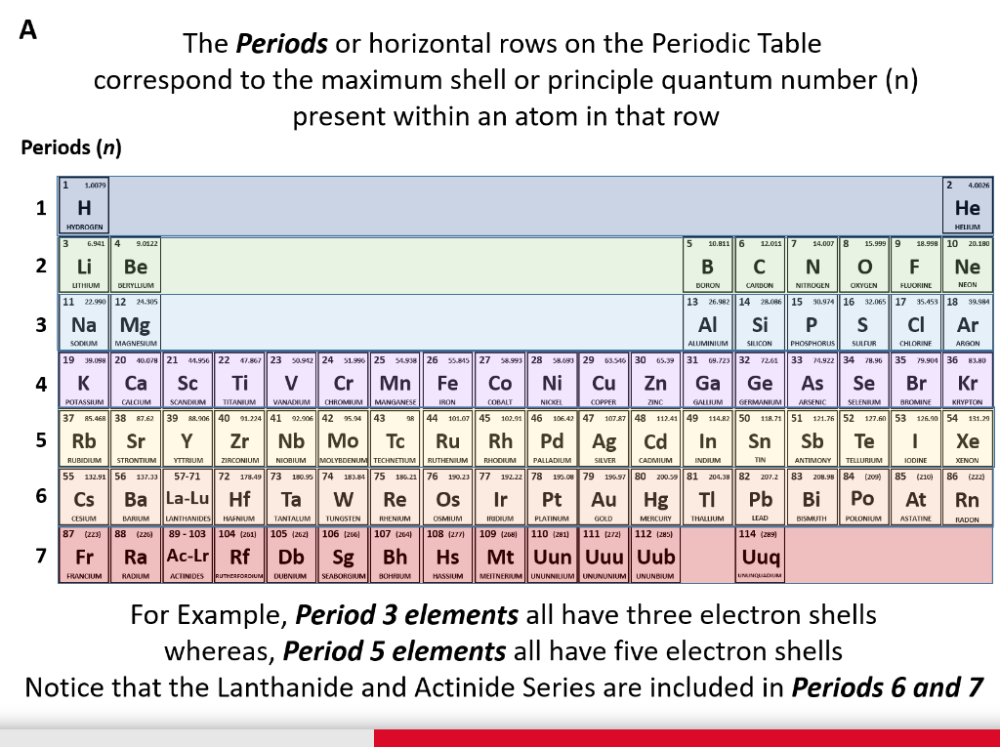 A
The Periods or horizontal rows on the Periodic Table
correspond to the maximum shell or principle quantum number (n)
present within an atom in that row
Periods (n)
1
1 1.0079
H
HYDROGEN
2 4.0026
He
HELIUM
2
3 6.941
Li
LITHIUM
4 9.0122
Be
BERYLLIUM
5 10.811
B
BORON
6 12.011
C
CARBON
7 14.007
N
NITROGEN
8 15.999
O
OXYGEN
9 18.998
F
FLUORINE
10 20.180
Ne
NEON
3
11 22.990
Na
SODIUM
12 24.305
Mg
MAGNESIUM
13 26.982
Al
ALUMINIUM
14 28.086
Si
SILICON
15 30.974
P
PHOSPHORUS
16 32.065
S
SULFUR
17 35.453
Cl
CHLORINE
18 39.984
Ar
ARGON
4
19 39.098
K
POTASSIUM
20 40.078
Ca
CALCIUM
21 44.956
Sc
SCANDIUM
22 47.867
Ti
TITANIUM
23 50.942
V
VANADIUM
24 51.996
Cr
CHROMIUM
25 54.938
Mn
MANGANESE
26 55.845
Fe
IRON
27 58.993
Co
COBALT
28 58.693
Ni
NICKEL
29 63.546
Cu
COPPER
30 65.39
Zn
ZINC
31 69.723
Ga
GALLIUM
32 72.61
Ge
GERMANIUM
33 74.922
As
ARSENIC
34 78.96
Se
SELENIUM
35 79.904
Br
BROMINE
36 83.80
Kr
KRYPTON
5
37 85.468
Rb
RUBIDIUM
38 87.62
Sr
STRONTIUM
39 88.906
Y
YTTRIUM
40 91.224
Zr
ZIRCONIUM
41 92.906
Nb
NIOBIUM
42 95.94
Mo
MOLYBDENUM
43 98
Tc
TECHNETIUM
44 101.07
Ru
RUTHENIUM
45 102.91
Rh
RHODIUM
46 106.42
Pd
PALLADIUM
47 107.87
Ag
SILVER
48 112.41
Cd
CADMIUM
49 114.82
In
INDIUM
50 118.71
Sn
TIN
51 121.76
Sb
ANTIMONY
52 127.60
Te
TELLURIUM
53 126.90
I
IODINE
54 131.29
Xe
XENON
6
55 132.91
Cs
CESIUM
56 137.33
Ba
BARIUM
57-71
La-Lu
LANTHANIDES
72 178.49
Hf
HAFNIUM
73 180.95
Ta
TANTALUM
74 183.84
W
TUNGSTEN
75 186.21
Re
RHENIUM
76 190.23
Os
OSMIUM
77 192.22
Ir
IRIDIUM
78 195.08
Pt
PLATINUM
79 196.97
Au
GOLD
80 200.59
Hg
MERCURY
81 204.38
Tl
THALLIUM
82 207.2
Pb
LEAD
83 208.98
Bi
BISMUTH
84 (209)
Po
POLONIUM
85 (210)
At
ASTATINE
86 (222)
Rn
RADON
7
87 (223)
Fr
FRANCIUM
88 (226)
Ra
RADIUM
89 - 103
Ac-Lr
ACTINIDES
104 (261)
Rf
RUTHERFORDIUM
105 (262)
Db
DUBNIUM
106 (266)
Sg
SEABORGIUM
107 (264)
Bh
BOHRIUM
108 (277)
Hs
HASSIUM
109 (268)
Mt
MEITNERIUM
110 (281)
Uun
UNUNNILIUM
111 (272)
Uuu
UNUNUNIUM
112 (285)
Uub
UNUNBIUM
114 (289)
Uuq
UNUNQUADIUM
For Example, Period 3 elements all have three electron shells
whereas, Period 5 elements all have five electron shells
Notice that the Lanthanide and Actinide Series are included in Periods 6 and 7